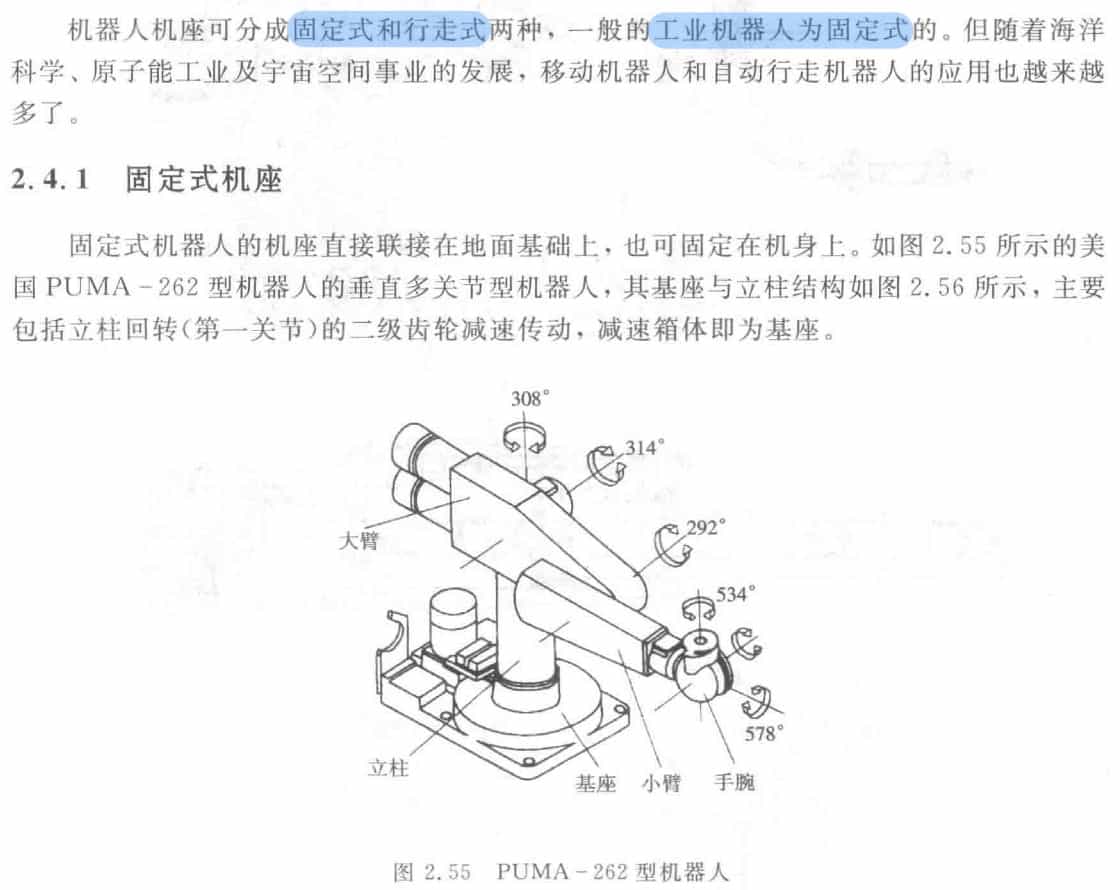 机器人机座可分成固定式和行走式两种，一般的工业机器人为固定式的。但随着海洋
科学、原子能工业及宇宙空间事业的发展，移动机器人和自动行走机器人的应用也越来越
多了。
2.4.1 固定式机座
固定式机器人的机座直接联接在地面基础上，也可固定在机身上。如图 2.55 所示的美
国 PUMA－262 型机器人的垂直多关节型机器人，其基座与立柱结构如图 2.56 所示，主要
包括立柱回转(第一关节)的二级齿轮减速传动，减速箱体即为基座。
308°
314°
大臂
292°
534°
578°
立柱
基座
小臂
手腕
图 2.55 PUMA－262 型机器人